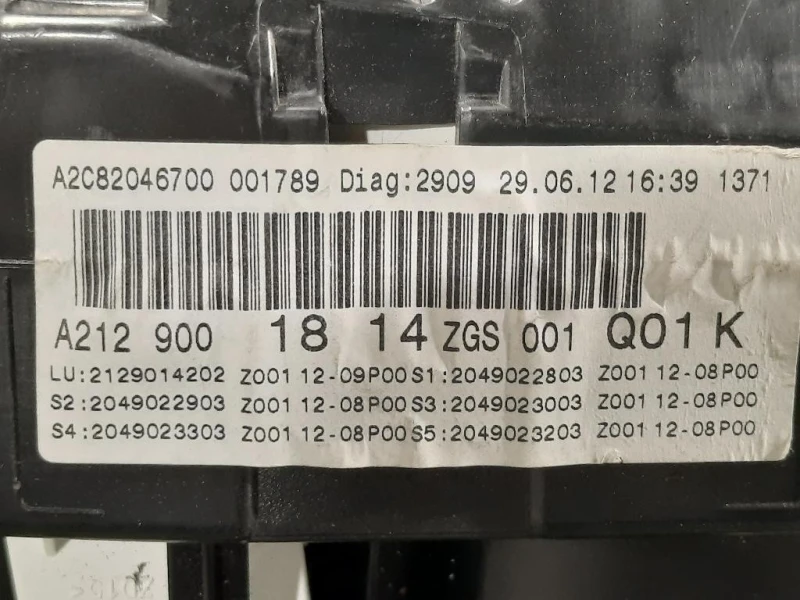 A2C82046700 001789 Diag:2909 29.06.12 16:39 1371
A212 900 18 14 ZGS 001 Q01 K
LU:2129014202 Z001 12-09P00 S1:2049022803 Z001 12-08P00
S2:2049022903 Z001 12-08P00 S3:2049023003 Z001 12-08P00
S4:2049023303 Z001 12-08P00 S5:2049023203 Z001 12-08P00